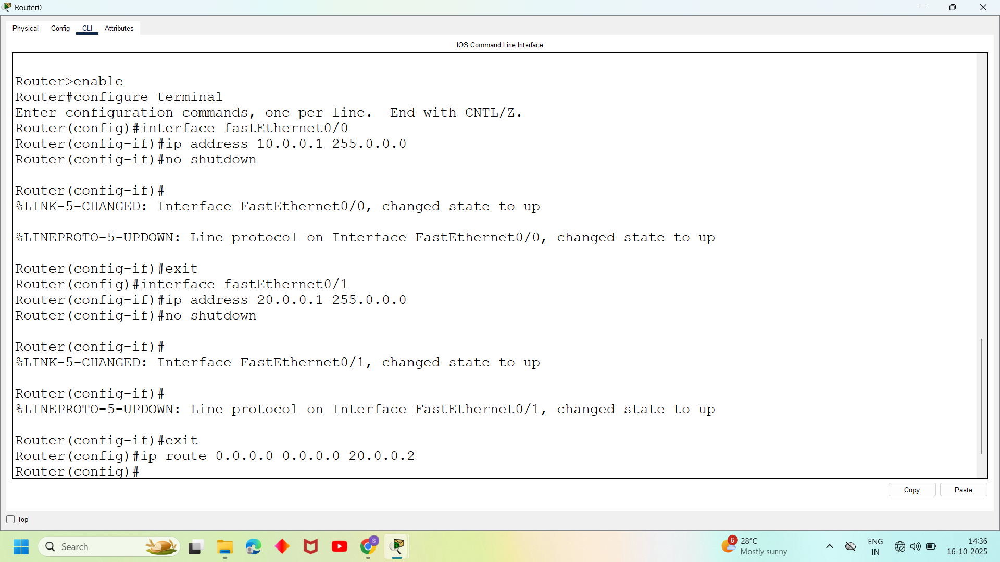 Router0
Physical Config CLI Attributes
IOS Command Line Interface
Router>enable
Router#configure terminal
Enter configuration commands, one per line.  End with CNTL/Z.
Router(config)#interface fastEthernet0/0
Router(config-if)#ip address 10.0.0.1 255.0.0.0
Router(config-if)#no shutdown
Router(config-if)#
%LINK-5-CHANGED: Interface FastEthernet0/0, changed state to up
%LINEPROTO-5-UPDOWN: Line protocol on Interface FastEthernet0/0, changed state to up
Router(config-if)#exit
Router(config)#interface fastEthernet0/1
Router(config-if)#ip address 20.0.0.1 255.0.0.0
Router(config-if)#no shutdown
Router(config-if)#
%LINK-5-CHANGED: Interface FastEthernet0/1, changed state to up
Router(config-if)#
%LINEPROTO-5-UPDOWN: Line protocol on Interface FastEthernet0/1, changed state to up
Router(config-if)#exit
Router(config)#ip route 0.0.0.0 0.0.0.0 20.0.0.2
Router(config)#
Copy Paste
Top
Search
S
6
28°C
Mostly sunny
ENG
IN
14:36
16-10-2025